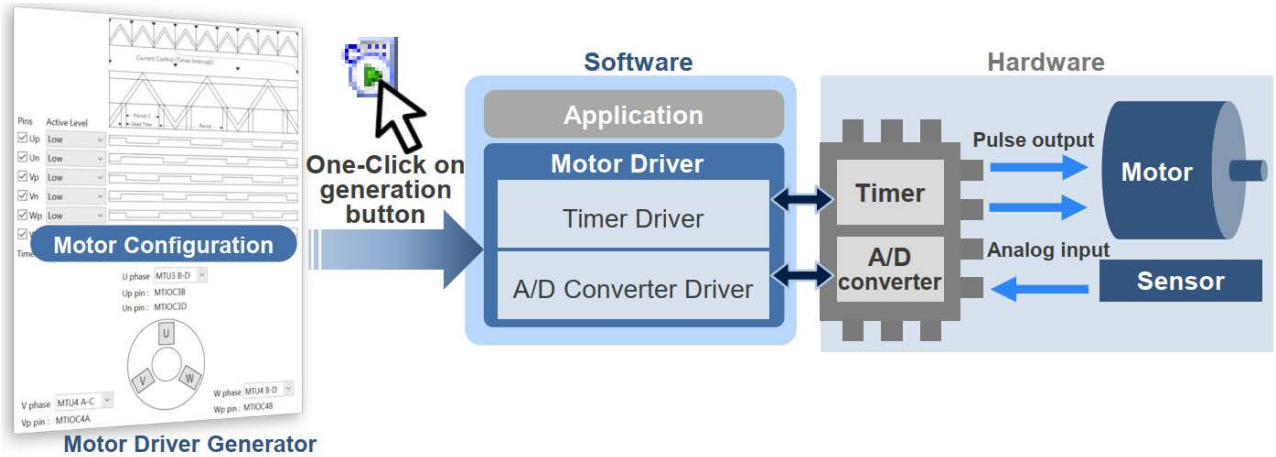 Current Control (Timer Interrupt)
Period 2
Dead Time
Period
Pins Active Level
Up Low
Un Low
Vp Low
Vn Low
Wp Low
Motor Configuration
U phase MTU3 B-D
Up pin : MTIOC3B
Un pin : MTIOC3D
U
V
W
V phase MTU4 A-C
Vp pin : MTIOC4A
W phase MTU4 B-D
Wp pin : MTIOC4B
Motor Driver Generator
One-Click on
generation
button
Software
Application
Motor Driver
Timer Driver
A/D Converter Driver
Hardware
Timer
A/D
converter
Pulse output
Analog input
Motor
Sensor